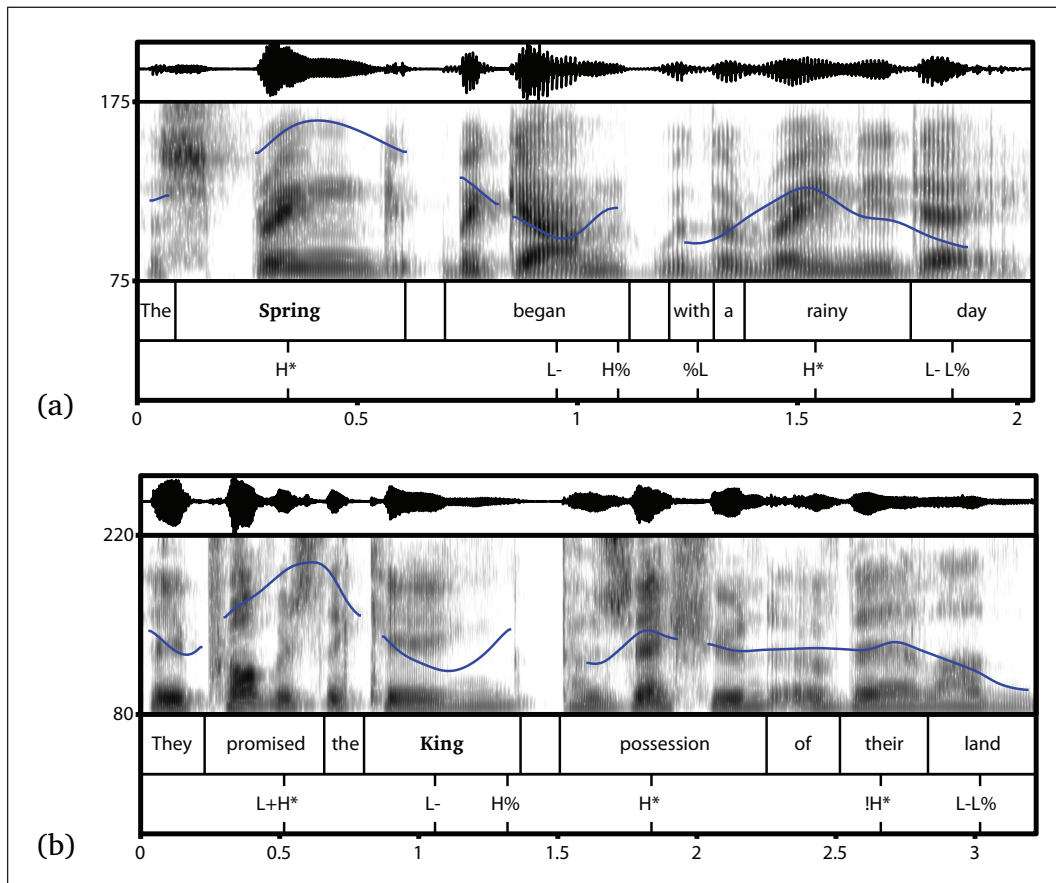 175
75
The Spring began with a rainy day
H* L- H% %L H* L- L%
(a)
0 0.5 1 1.5 2
220
80
They promised the King possession of their land
L+H* L- H% H* !H* L-L%
(b)
0 0.5 1 1.5 2 2.5 3